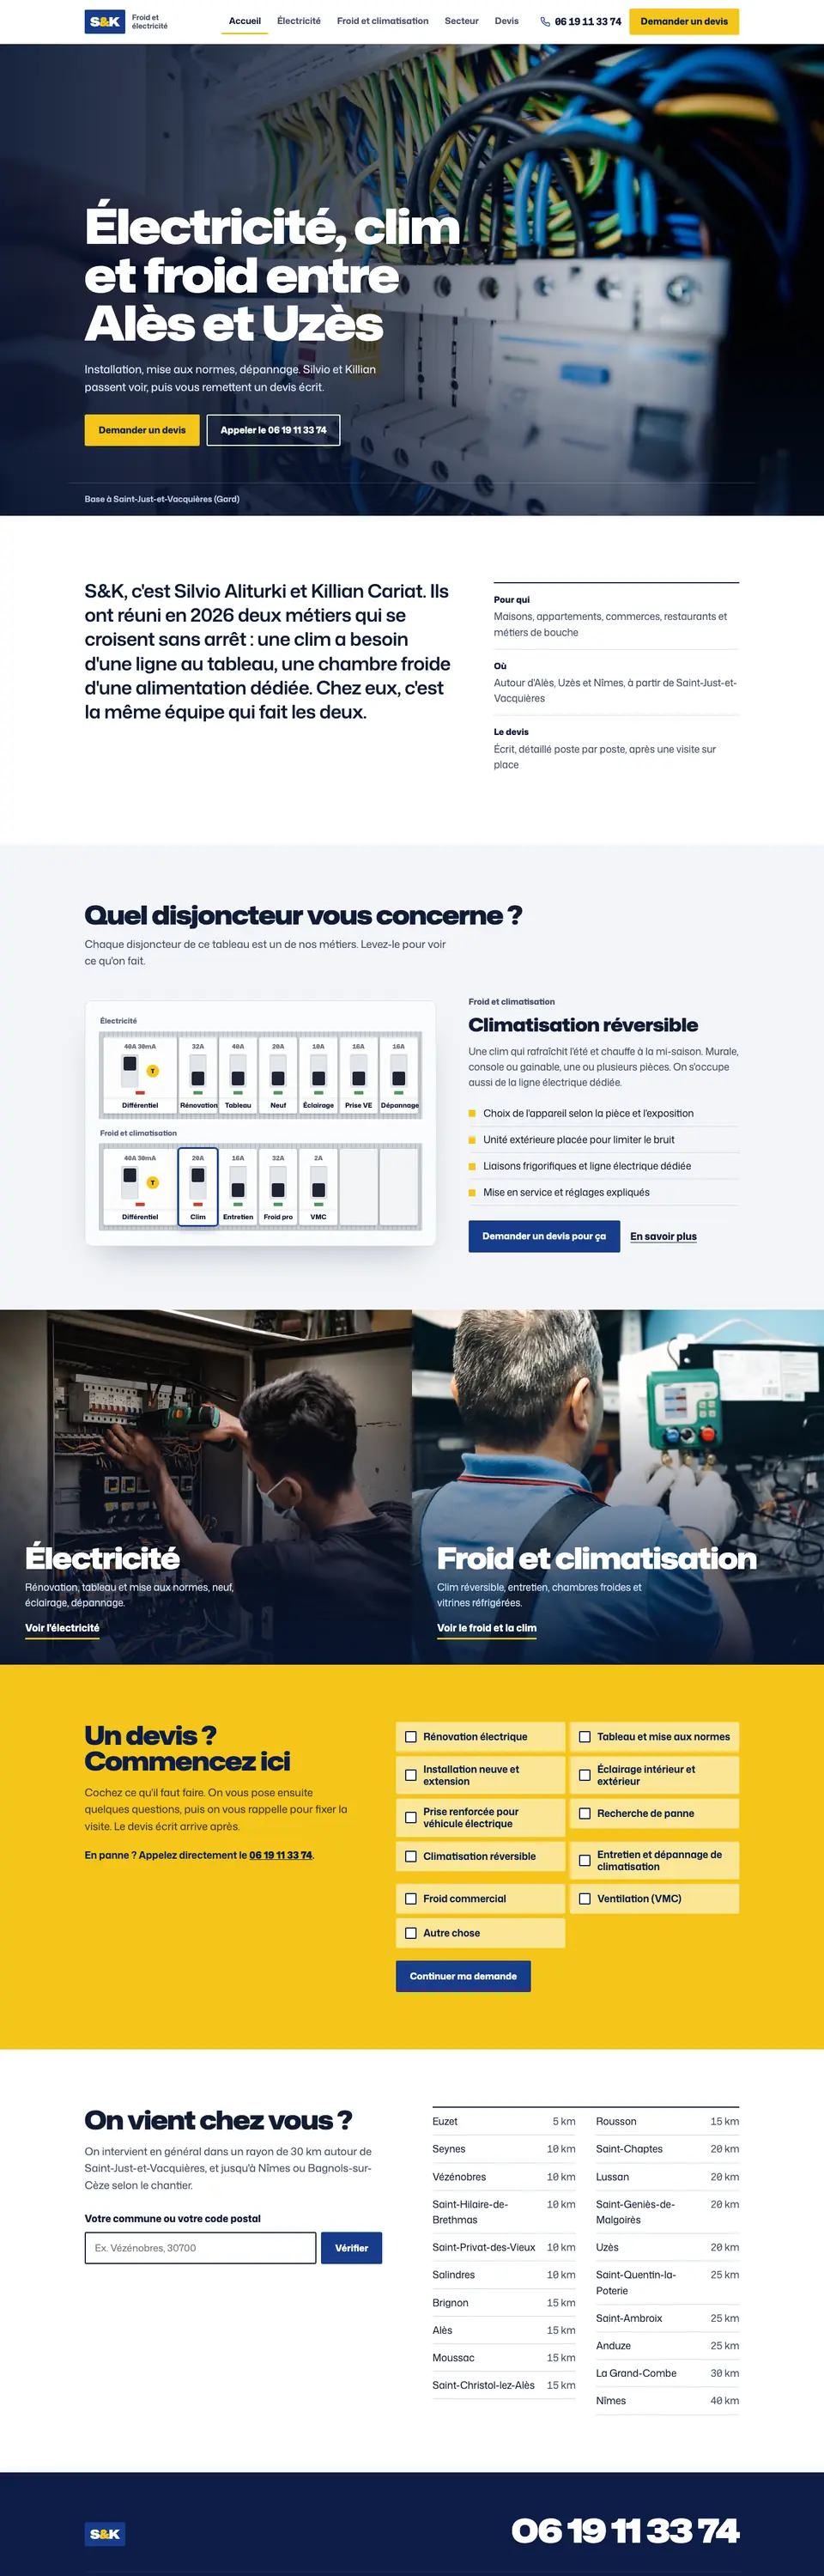 S&K
Froid et
électricité
Accueil
Électricité
Froid et climatisation
Secteur
Devis
06 19 11 33 74
Demander un devis
Électricité, clim
et froid entre
Alès et Uzès
Installation, mise aux normes, dépannage. Silvio et Killian
passent voir, puis vous remettent un devis écrit.
Demander un devis
Appeler le 06 19 11 33 74
Base à Saint-Just-et-Vacquières (Gard)
S&K, c'est Silvio Aliturki et Killian Cariat. Ils
ont réuni en 2026 deux métiers qui se
croisent sans arrêt : une clim a besoin
d'une ligne au tableau, une chambre froide
d'une alimentation dédiée. Chez eux, c'est
la même équipe qui fait les deux.
Pour qui
Maisons, appartements, commerces, restaurants et
métiers de bouche
Où
Autour d'Alès, Uzès et Nîmes, à partir de Saint-Just-et-
Vacquières
Le devis
Écrit, détaillé poste par poste, après une visite sur
place
Quel disjoncteur vous concerne ?
Chaque disjoncteur de ce tableau est un de nos métiers. Levez-le pour voir
ce qu'on fait.
Électricité
40A 30mA
32A
40A
20A
10A
16A
16A
T
Différentiel
Rénovation
Tableau
Neuf
Éclairage
Prise VE
Dépannage
Froid et climatisation
40A 30mA
20A
16A
32A
2A
T
Différentiel
Clim
Entretien
Froid pro
VMC
Froid et climatisation
Climatisation réversible
Une clim qui rafraîchit l'été et chauffe à la mi-saison. Murale,
console ou gainable, une ou plusieurs pièces. On s'occupe
aussi de la ligne électrique dédiée.
Choix de l'appareil selon la pièce et l'exposition
Unité extérieure placée pour limiter le bruit
Liaisons frigorifiques et ligne électrique dédiée
Mise en service et réglages expliqués
Demander un devis pour ça
En savoir plus
Électricité
Rénovation, tableau et mise aux normes, neuf,
éclairage, dépannage.
Voir l'électricité
Froid et climatisation
Clim réversible, entretien, chambres froides et
vitrines réfrigérées.
Voir le froid et la clim
Un devis ?
Commencez ici
Cochez ce qu'il faut faire. On vous pose ensuite
quelques questions, puis on vous rappelle pour fixer la
visite. Le devis écrit arrive après.
En panne ? Appelez directement le 06 19 11 33 74.
Rénovation électrique
Tableau et mise aux normes
Installation neuve et
extension
Éclairage intérieur et
extérieur
Prise renforcée pour
véhicule électrique
Recherche de panne
Climatisation réversible
Entretien et dépannage de
climatisation
Froid commercial
Ventilation (VMC)
Autre chose
Continuer ma demande
On vient chez vous ?
On intervient en général dans un rayon de 30 km autour de
Saint-Just-et-Vacquières, et jusqu'à Nîmes ou Bagnols-sur-
Cèze selon le chantier.
Votre commune ou votre code postal
Ex. Vézénobres, 30700
Vérifier
Euzet 5 km
Seynes 10 km
Vézénobres 10 km
Saint-Hilaire-de-
Brethmas 10 km
Saint-Privat-des-Vieux 10 km
Salindres 10 km
Brignon 15 km
Alès 15 km
Moussac 15 km
Saint-Christol-lez-Alès 15 km
Rousson 15 km
Saint-Chaptes 20 km
Lussan 20 km
Saint-Geniès-de-
Malgoirès 20 km
Uzès 20 km
Saint-Quentin-la-
Poterie 25 km
Saint-Ambroix 25 km
Anduze 25 km
La Grand-Combe 30 km
Nîmes 40 km
S&K
06 19 11 33 74